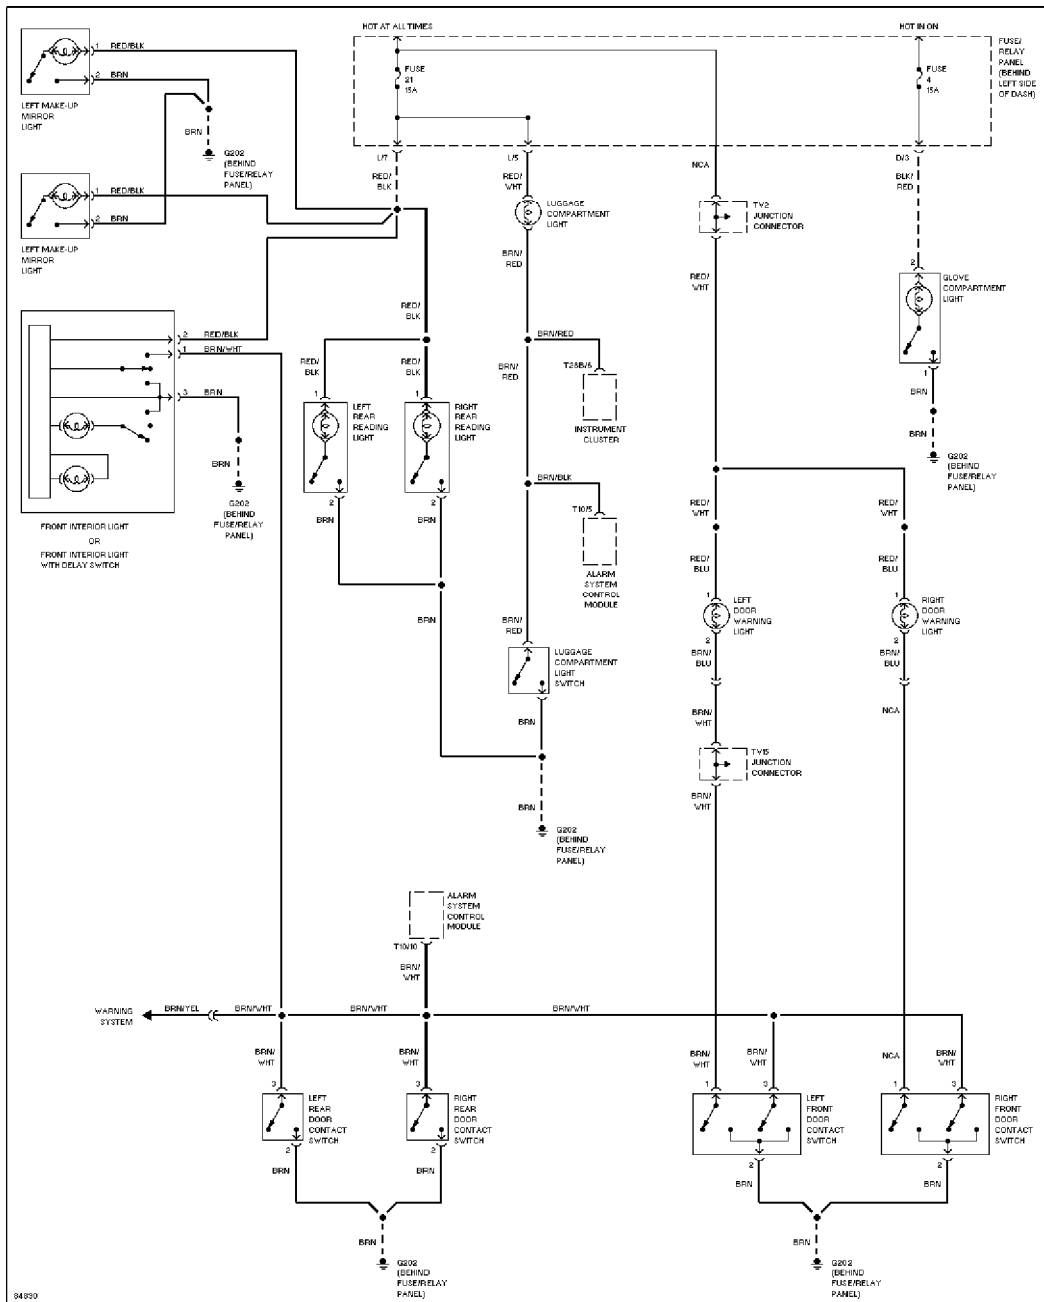 HOT AT ALL TIMES
HOT IN ON
FUSE/
RELAY
PANEL
(BEHIND
LEFT SIDE
OF DASH)
FUSE
21
15A
FUSE
4
15A
1
RED/BLK
2
BRN
LEFT MAKE-UP
MIRROR
LIGHT
BRN
G202
(BEHIND
FUSE/RELAY
PANEL)
1
RED/BLK
2
BRN
LEFT MAKE-UP
MIRROR
LIGHT
L/7
RED/
BLK
L/5
RED/
WHT
NCA
D/3
BLK/
RED
LUGGAGE
COMPARTMENT
LIGHT
BRN/
RED
TV2
JUNCTION
CONNECTOR
RED/
WHT
2
GLOVE
COMPARTMENT
LIGHT
1
BRN
BRN
G202
(BEHIND
FUSE/RELAY
PANEL)
2
RED/BLK
1
BRN/WHT
3
BRN
BRN
G202
(BEHIND
FUSE/RELAY
PANEL)
FRONT INTERIOR LIGHT
OR
FRONT INTERIOR LIGHT
WITH DELAY SWITCH
RED/
BLK
RED/
BLK
RED/
BLK
1
LEFT
REAR
READING
LIGHT
2
BRN
1
RIGHT
REAR
READING
LIGHT
2
BRN
BRN
BRN/RED
BRN/
RED
T28B/6
INSTRUMENT
CLUSTER
BRN/BLK
T10/5
ALARM
SYSTEM
CONTROL
MODULE
BRN/
RED
LUGGAGE
COMPARTMENT
LIGHT
SWITCH
BRN
BRN
G202
(BEHIND
FUSE/RELAY
PANEL)
RED/
WHT
RED/
WHT
RED/
BLU
RED/
BLU
1
LEFT
DOOR
WARNING
LIGHT
2
BRN/
BLU
1
RIGHT
DOOR
WARNING
LIGHT
2
BRN/
BLU
BRN/
WHT
NCA
TV15
JUNCTION
CONNECTOR
BRN/
WHT
ALARM
SYSTEM
CONTROL
MODULE
T10/10
BRN/
WHT
WARNING
SYSTEM
BRN/YEL
BRN/WHT
BRN/WHT
BRN/WHT
BRN/
WHT
BRN/
WHT
BRN/
WHT
BRN/
WHT
NCA
BRN/
WHT
3
LEFT
REAR
DOOR
CONTACT
SWITCH
2
BRN
3
RIGHT
REAR
DOOR
CONTACT
SWITCH
2
BRN
1
3
LEFT
FRONT
DOOR
CONTACT
SWITCH
2
BRN
1
3
RIGHT
FRONT
DOOR
CONTACT
SWITCH
2
BRN
BRN
G202
(BEHIND
FUSE/RELAY
PANEL)
BRN
G202
(BEHIND
FUSE/RELAY
PANEL)
84890